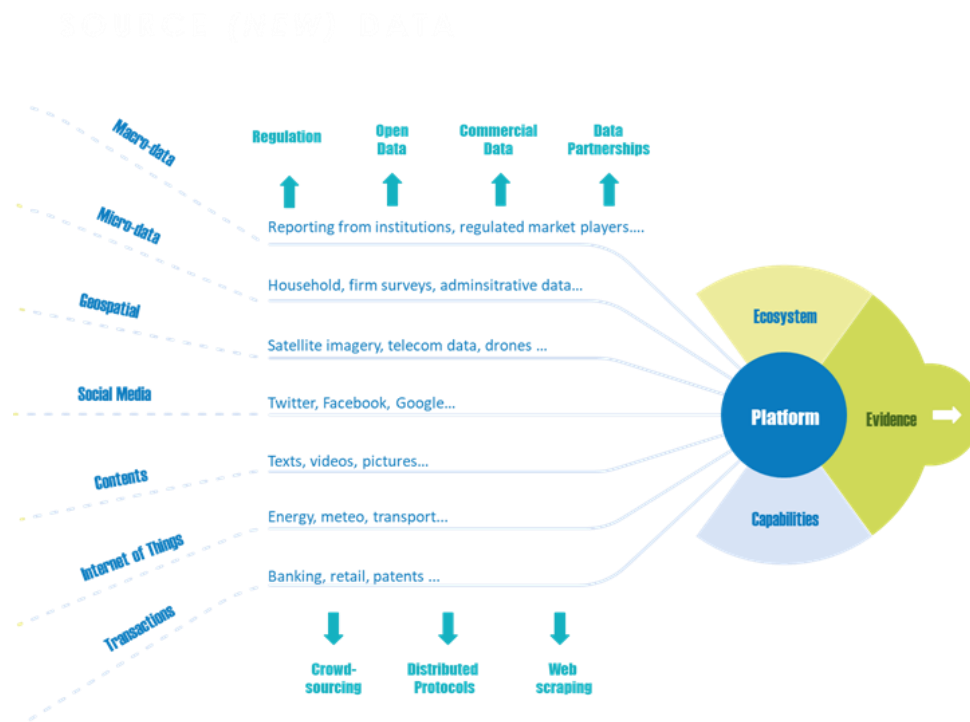 Regulation
Open
Data
Commercial
Data
Data
Partnerships
Macro-data
Reporting from institutions, regulated market players....
Micro-data
Household, firm surveys, adminsitrative data...
Geospatial
Satellite imagery, telecom data, drones ...
Social Media
Twitter, Facebook, Google...
Contents
Texts, videos, pictures...
Internet of Things
Energy, meteo, transport...
Transactions
Banking, retail, patents ...
Crowd-
sourcing
Distributed
Protocols
Web
scraping
Ecosystem
Platform
Evidence
Capabilities